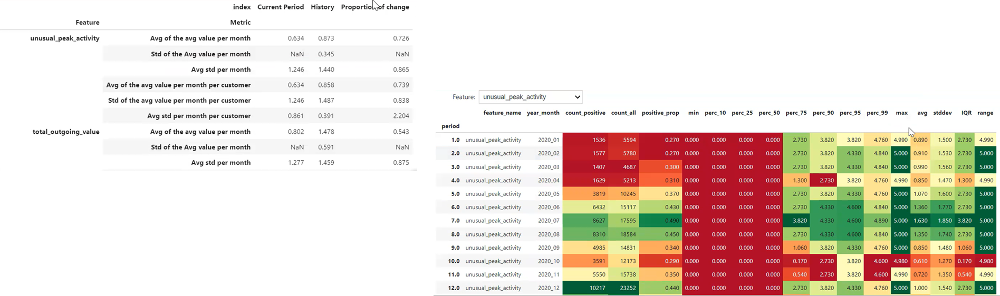 index Current Period History Proportion of change
Feature Metric
unusual_peak_activity Avg of the avg value per month 0.634 0.873 0.726
Std of the Avg value per month NaN 0.345 NaN
Avg std per month 1.246 1.440 0.865
Avg of the avg value per month per customer 0.634 0.858 0.739
Std of the avg value per month per customer 1.246 1.487 0.838
Avg std per month per customer 0.861 0.391 2.204
total_outgoing_value Avg of the avg value per month 0.802 1.478 0.543
Std of the Avg value per month NaN 0.591 NaN
Avg std per month 1.277 1.459 0.875
Feature: unusual_peak_activity
feature_name year_month count_positive count_all positive_prop min perc_10 perc_25 perc_50 perc_75 perc_90 perc_95 perc_99 max avg stddev IQR range
period
1.0 unusual_peak_activity 2020_01 1536 5594 0.270 0.000 0.000 0.000 0.000 2.730 3.820 3.820 4.760 4.990 0.890 1.500 2.730 4.990
2.0 unusual_peak_activity 2020_02 1577 5780 0.270 0.000 0.000 0.000 0.000 2.730 3.820 4.330 4.840 5.000 0.910 1.530 2.730 5.000
3.0 unusual_peak_activity 2020_03 1407 4687 0.300 0.000 0.000 0.000 0.000 2.730 3.820 4.330 4.840 5.000 0.990 1.560 2.730 5.000
4.0 unusual_peak_activity 2020_04 1629 5213 0.310 0.000 0.000 0.000 0.000 1.300 2.730 3.820 4.760 4.990 0.850 1.470 1.300 4.990
5.0 unusual_peak_activity 2020_05 3819 10245 0.370 0.000 0.000 0.000 0.000 2.730 3.820 4.330 4.760 5.000 1.070 1.600 2.730 5.000
6.0 unusual_peak_activity 2020_06 6432 15117 0.430 0.000 0.000 0.000 0.000 2.730 4.330 4.600 4.840 5.000 1.360 1.770 2.730 5.000
7.0 unusual_peak_activity 2020_07 8627 17595 0.490 0.000 0.000 0.000 0.000 3.820 4.330 4.600 4.890 5.000 1.630 1.850 3.820 5.000
8.0 unusual_peak_activity 2020_08 8310 18584 0.450 0.000 0.000 0.000 0.000 2.730 4.330 4.600 4.840 5.000 1.350 1.740 2.730 5.000
9.0 unusual_peak_activity 2020_09 4985 14831 0.340 0.000 0.000 0.000 0.000 1.060 3.820 4.330 4.760 5.000 0.850 1.480 1.060 5.000
10.0 unusual_peak_activity 2020_10 3591 12173 0.290 0.000 0.000 0.000 0.000 0.170 2.730 3.820 4.600 4.980 0.610 1.270 0.170 4.980
11.0 unusual_peak_activity 2020_11 5550 15738 0.350 0.000 0.000 0.000 0.000 0.540 2.730 3.820 4.600 4.990 0.720 1.350 0.540 4.990
12.0 unusual_peak_activity 2020_12 10217 23252 0.440 0.000 0.000 0.000 0.000 2.730 3.820 4.330 4.760 5.000 1.000 1.540 2.730 5.000